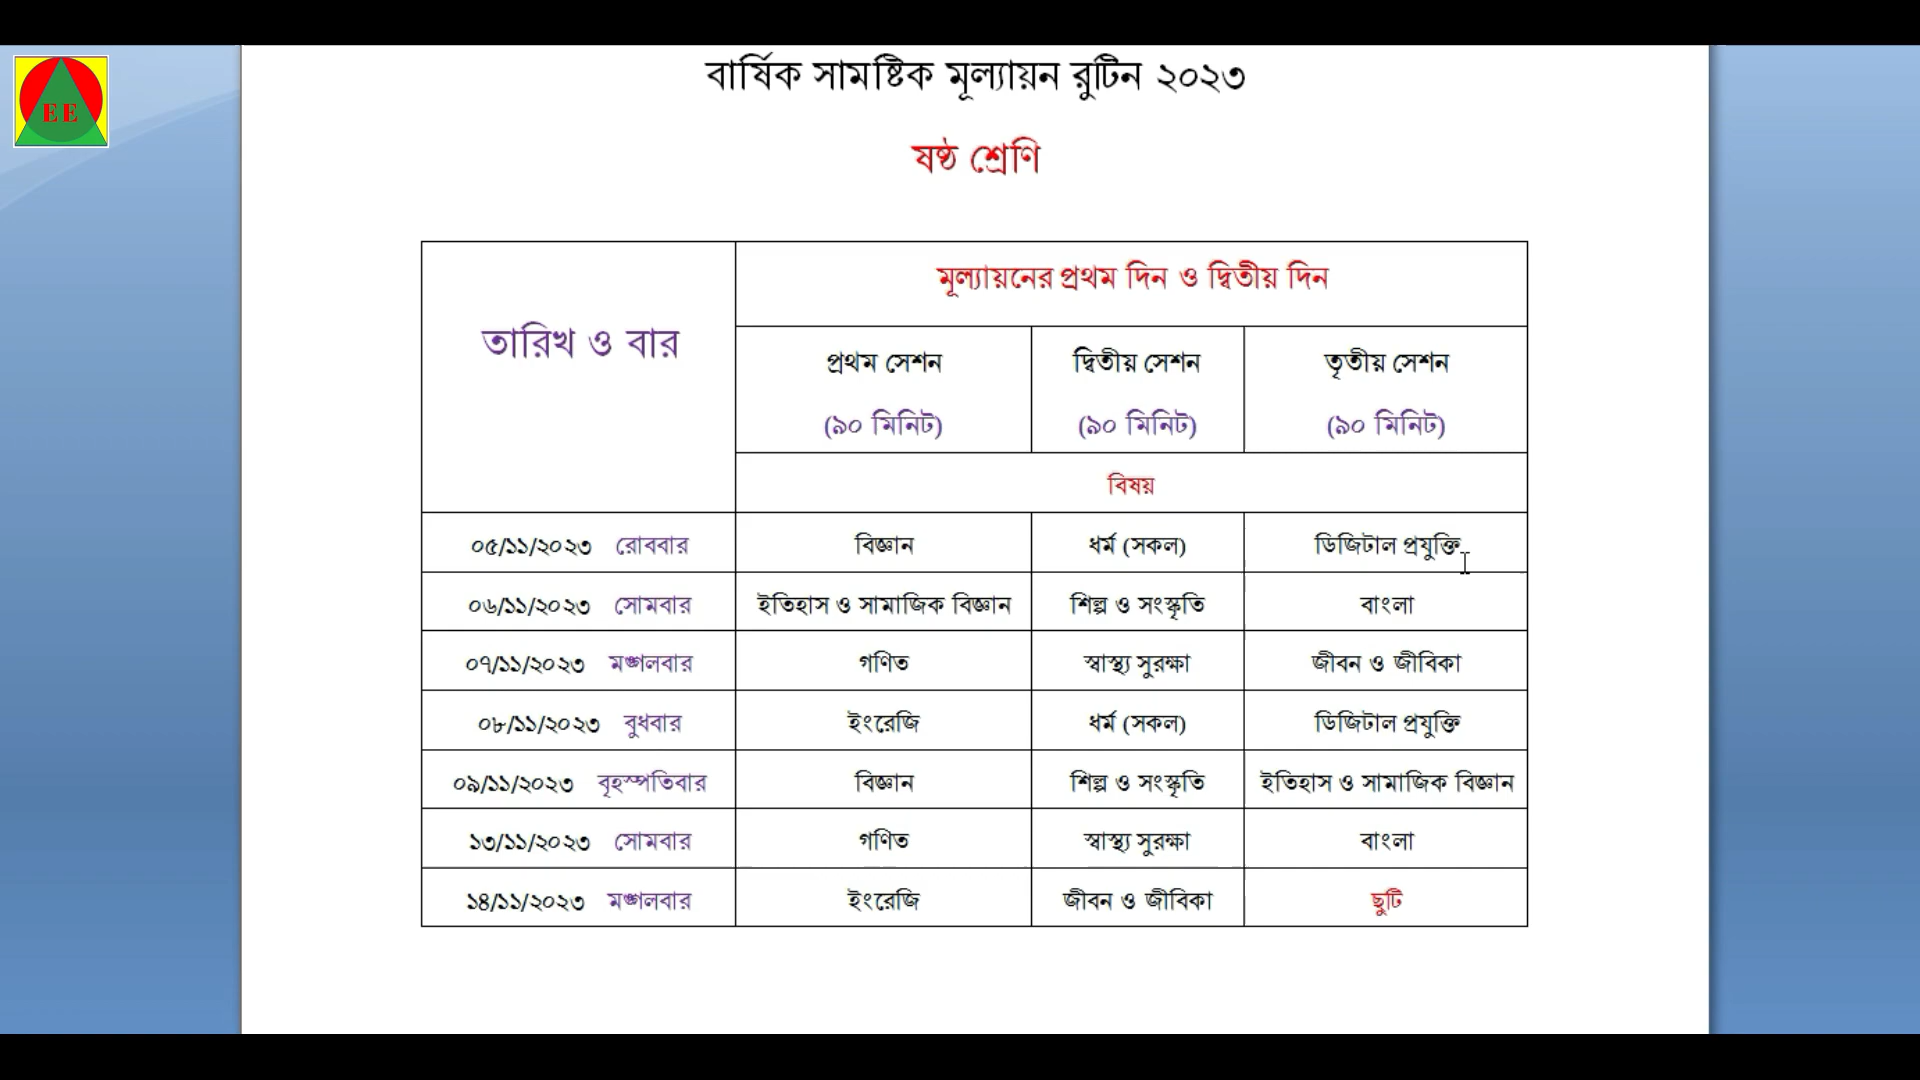 EE
বার্ষিক সামষ্টিক মূল্যায়ন রুটিন ২০২৩
ষষ্ঠ শ্রেণি
তারিখ ও বার
মূল্যায়নের প্রথম দিন ও দ্বিতীয় দিন
প্রথম সেশন দ্বিতীয় সেশন তৃতীয় সেশন
(৯০ মিনিট) (৯০ মিনিট) (৯০ মিনিট)
বিষয়
০৫/১১/২০২৩ রোববার বিজ্ঞান ধর্ম (সকল) ডিজিটাল প্রযুক্তি
০৬/১১/২০২৩ সোমবার ইতিহাস ও সামাজিক বিজ্ঞান শিল্প ও সংস্কৃতি বাংলা
০৭/১১/২০২৩ মঙ্গলবার গণিত স্বাস্থ্য সুরক্ষা জীবন ও জীবিকা
০৮/১১/২০২৩ বুধবার ইংরেজি ধর্ম (সকল) ডিজিটাল প্রযুক্তি
০৯/১১/২০২৩ বৃহস্পতিবার বিজ্ঞান শিল্প ও সংস্কৃতি ইতিহাস ও সামাজিক বিজ্ঞান
১৩/১১/২০২৩ সোমবার গণিত স্বাস্থ্য সুরক্ষা বাংলা
১৪/১১/২০২৩ মঙ্গলবার ইংরেজি জীবন ও জীবিকা ছুটি